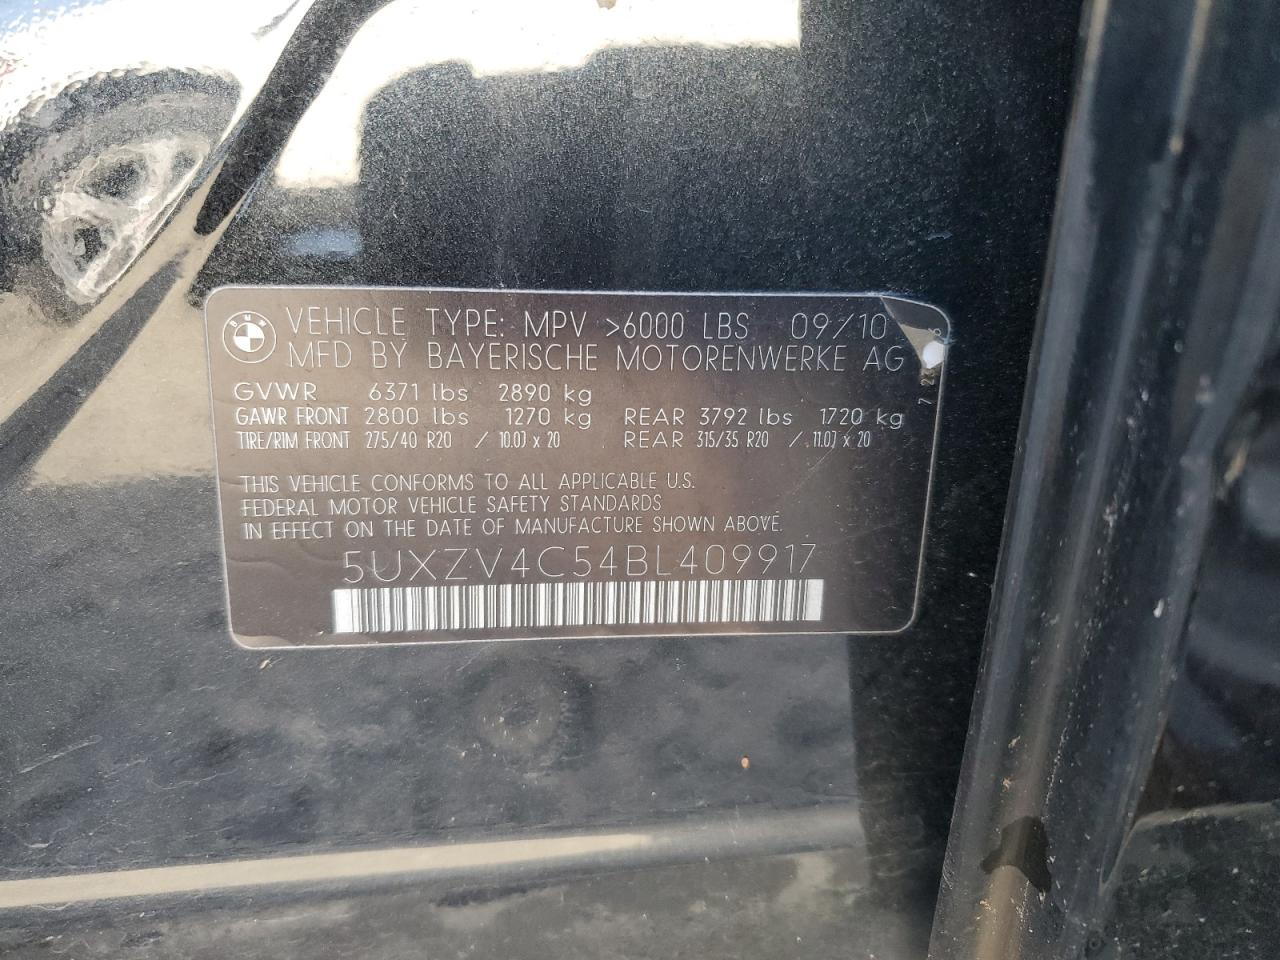 BMW
VEHICLE TYPE: MPV >6000 LBS 09/10
MFD BY BAYERISCHE MOTORENWERKE AG
GVWR 6371 lbs 2890 kg
GAWR FRONT 2800 lbs 1270 kg REAR 3792 lbs 1720 kg
TIRE/RIM FRONT 275/40 R20 / 10.0J x 20 REAR 315/35 R20 / 11.0J x 20
THIS VEHICLE CONFORMS TO ALL APPLICABLE U.S.
FEDERAL MOTOR VEHICLE SAFETY STANDARDS
IN EFFECT ON THE DATE OF MANUFACTURE SHOWN ABOVE.
5UXZV4C54BL409917